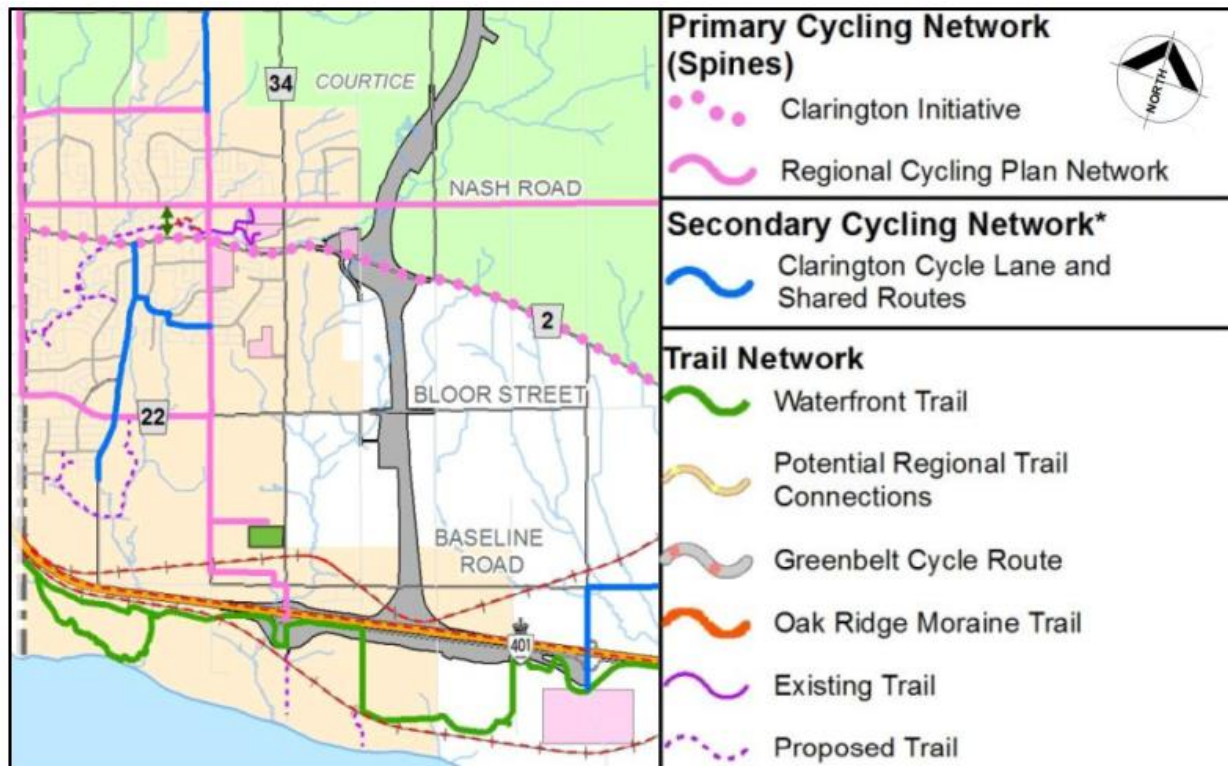 34
COURTICE
NASH ROAD
2
BLOOR STREET
22
BASELINE
ROAD
401
Primary Cycling Network
(Spines)
NORTH
Clarington Initiative
Regional Cycling Plan Network
Secondary Cycling Network*
Clarington Cycle Lane and
Shared Routes
Trail Network
Waterfront Trail
Potential Regional Trail
Connections
Greenbelt Cycle Route
Oak Ridge Moraine Trail
Existing Trail
Proposed Trail